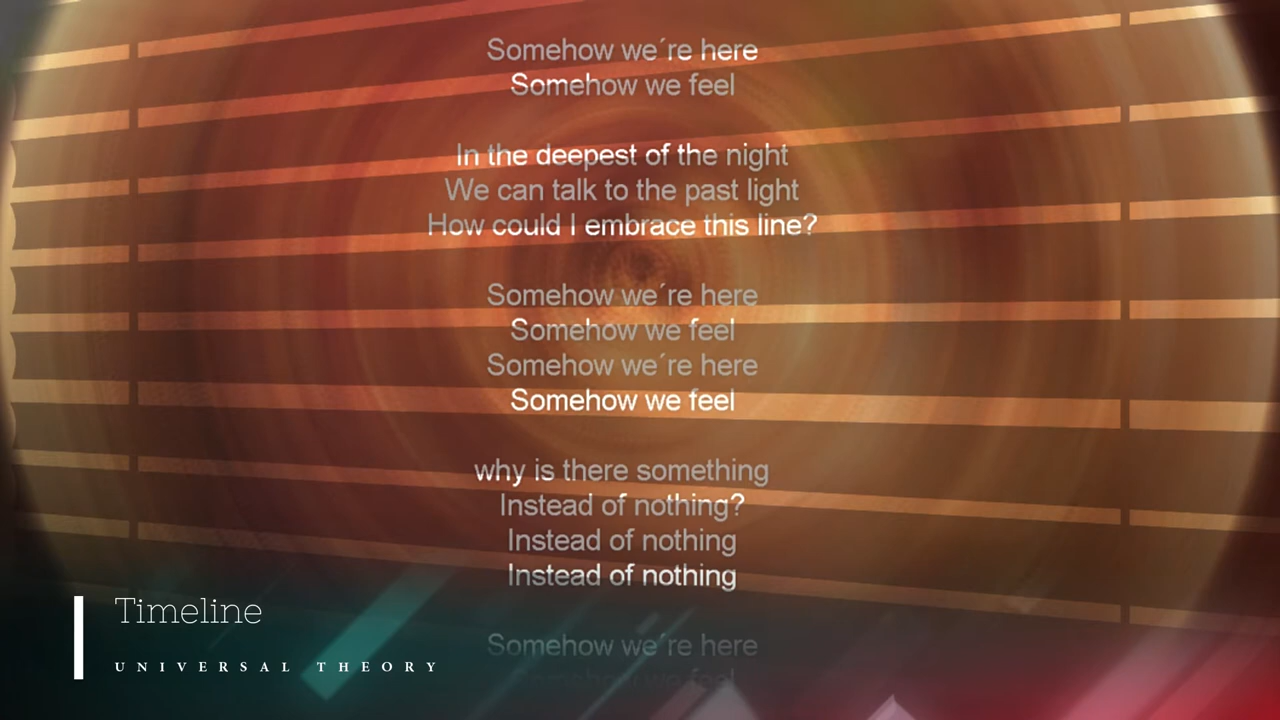 Somehow we´re here
Somehow we feel
In the deepest of the night
We can talk to the past light
How could I embrace this line?
Somehow we´re here
Somehow we feel
Somehow we´re here
Somehow we feel
why is there something
Instead of nothing?
Instead of nothing
Instead of nothing
Somehow we´re here
Somehow we feel
Timeline
UNIVERSAL THEORY